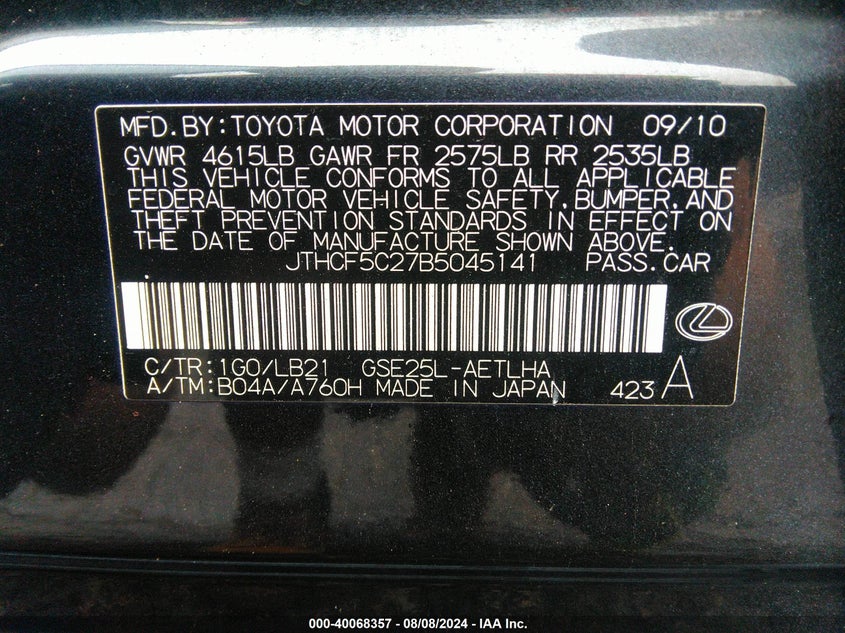 MFD.BY:TOYOTA MOTOR CORPORATION 09/10
GVWR 4615LB GAWR FR 2575LB RR 2535LB
THIS VEHICLE CONFORMS TO ALL APPLICABLE
FEDERAL MOTOR VEHICLE SAFETY,BUMPER,AND
THEFT PREVENTION STANDARDS IN EFFECT ON
THE DATE OF MANUFACTURE SHOWN ABOVE.
JTHCF5C27B5045141 PASS.CAR
C/TR:1G0/LB21 GSE25L-AETLHA
A/TM:B04A/A760H MADE IN JAPAN 423 A
000-40068357 - 08/08/2024 - IAA Inc.